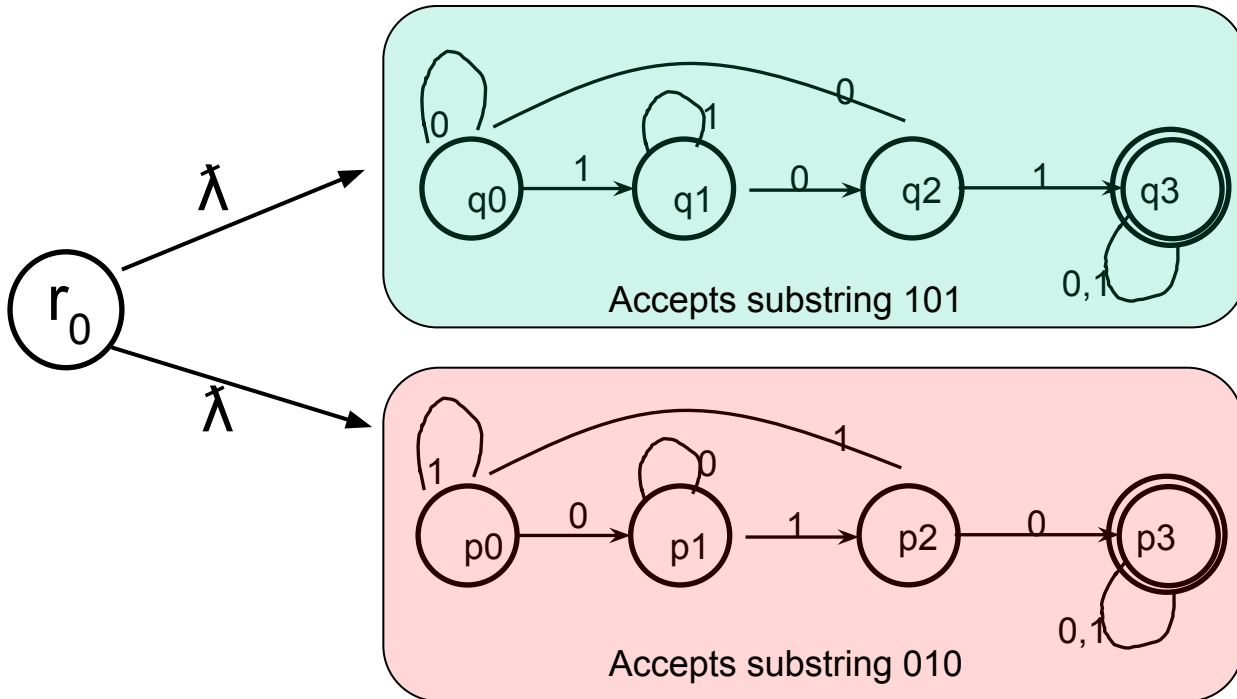 0
0
1
0
1
0
1
q0
q1
q2
q3
ƛ
0,1
Accepts substring 101
r0
ƛ
1
0
1
0
1
0
p0
p1
p2
p3
0,1
Accepts substring 010